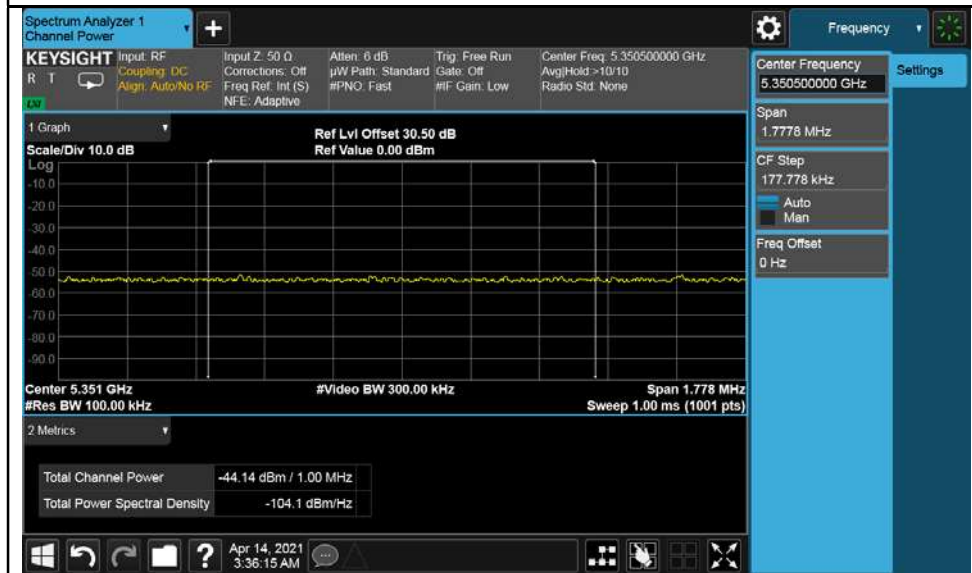 Spectrum Analyzer 1
Channel Power
+
Frequency
KEYSIGHT
R T
LXI
Input: RF
Coupling: DC
Align: Auto/No RF
Input Z: 50 Ω
Corrections: Off
Freq Ref: Int (S)
NFE: Adaptive
Atten: 6 dB
µW Path: Standard
#PNO: Fast
Trig: Free Run
Gate: Off
#IF Gain: Low
Center Freq: 5.350500000 GHz
Avg|Hold:>10/10
Radio Std: None
Center Frequency
5.350500000 GHz
Settings
Span
1.7778 MHz
CF Step
177.778 kHz
Auto
Man
Freq Offset
0 Hz
1 Graph
Scale/Div 10.0 dB
Ref Lvl Offset 30.50 dB
Ref Value 0.00 dBm
Log
-10.0
-20.0
-30.0
-40.0
-50.0
-60.0
-70.0
-80.0
-90.0
Center 5.351 GHz
#Video BW 300.00 kHz
Span 1.778 MHz
#Res BW 100.00 kHz
Sweep 1.00 ms (1001 pts)
2 Metrics
Total Channel Power -44.14 dBm / 1.00 MHz
Total Power Spectral Density -104.1 dBm/Hz
?
Apr 14, 2021
3:36:15 AM